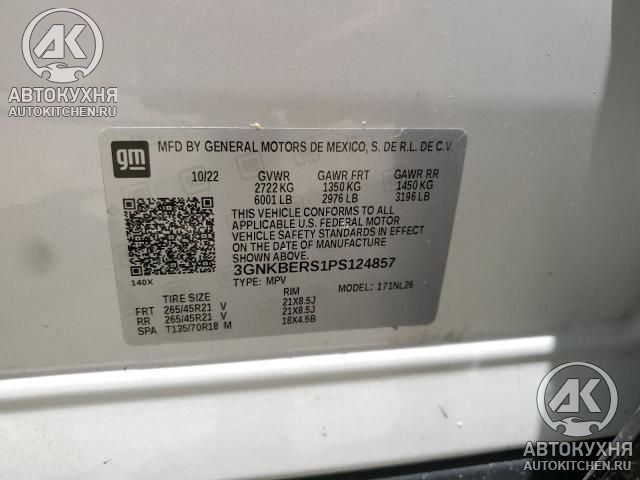 AK
АВТОКУХНЯ
AUTOKITCHEN.RU
gm
MFD BY GENERAL MOTORS DE MEXICO, S. DE R.L. DE C.V.
10/22 GVWR GAWR FRT GAWR RR
2722 KG 1350 KG 1450 KG
6001 LB 2976 LB 3196 LB
THIS VEHICLE CONFORMS TO ALL
APPLICABLE U.S. FEDERAL MOTOR
VEHICLE SAFETY STANDARDS IN EFFECT
ON THE DATE OF MANUFACTURE SHOWN ABOVE.
3GNKBERS1PS124857
140X TYPE: MPV MODEL: 171NL26
TIRE SIZE RIM
FRT 265/45R21 V 21X8.5J
RR 265/45R21 V 21X8.5J
SPA T135/70R18 M 18X4.5B
AK
АВТОКУХНЯ
AUTOKITCHEN.RU